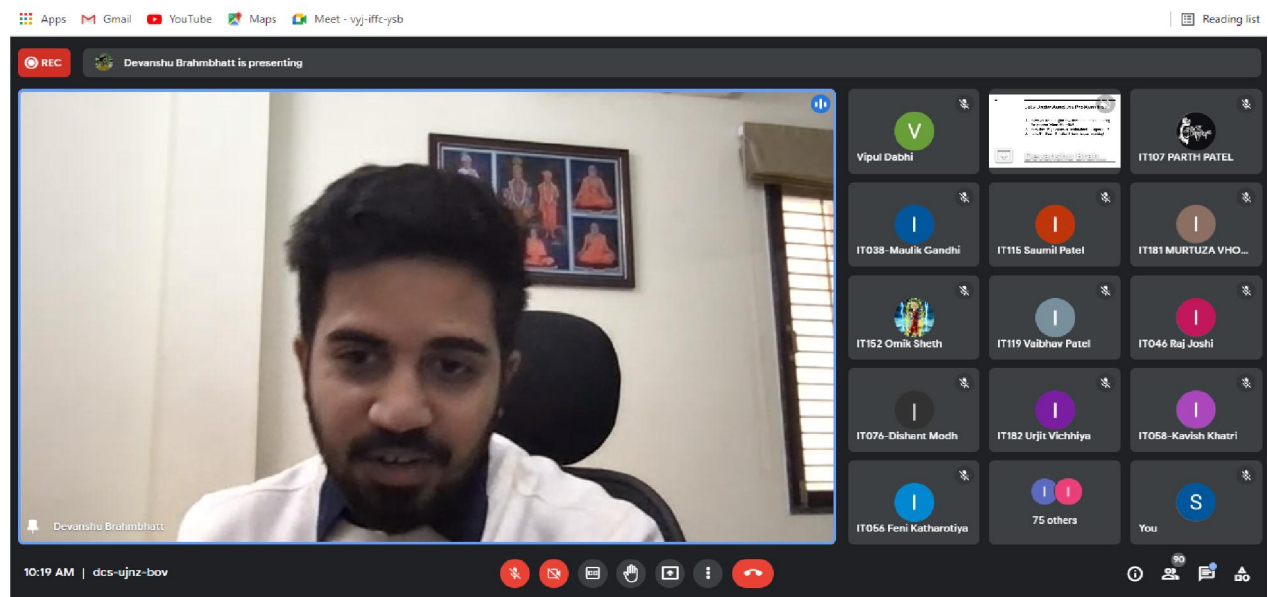 Apps Gmail YouTube Maps Meet - vyj-iffc-ysb Reading list
REC Devanshu Brahmbhatt is presenting
Vipul Dabhi
IT107 PARTH PATEL
IT038-Maulik Gandhi
IT115 Saumil Patel
IT181 MURTUZA VHO...
IT152 Omik Sheth
IT119 Vaibhav Patel
IT046 Raj Joshi
IT076-Dishant Modh
IT182 Urjit Vichhiya
IT058-Kavish Khatri
IT056 Feni Katharotiya
75 others
You
Devanshu Brahmbhatt
10:19 AM | dcs-ujnz-bov
90